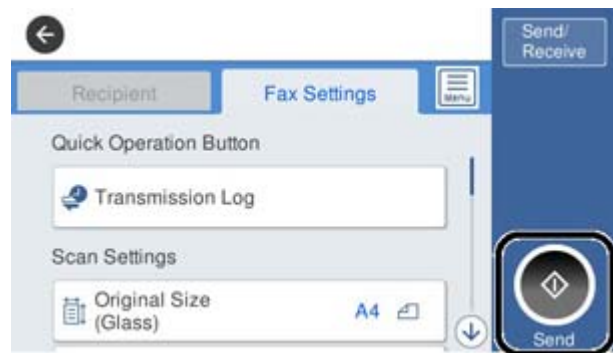 Send/
Receive
Recipient
Fax Settings
Menu
Quick Operation Button
Transmission Log
Scan Settings
Original Size
(Glass)
A4
Send